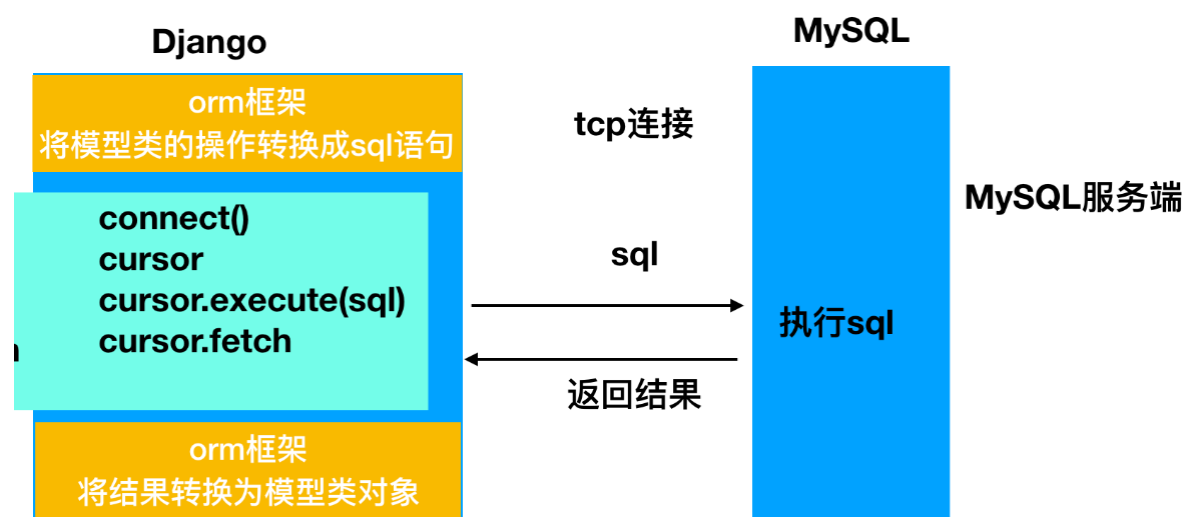 Django
MySQL
orm框架
将模型类的操作转换成sql语句
tcp连接
MySQL服务端
connect()
cursor
cursor.execute(sql)
cursor.fetch
sql
执行sql
返回结果
orm框架
将结果转换为模型类对象